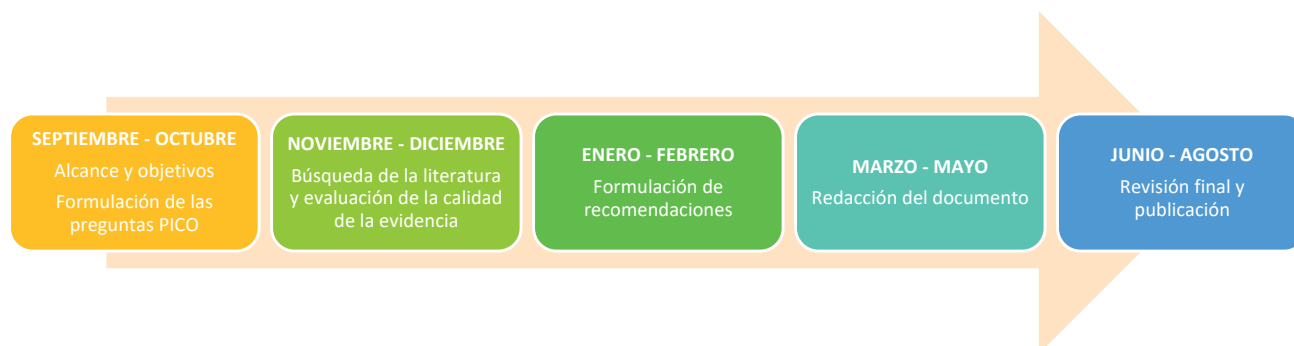 SEPTIEMBRE - OCTUBRE
Alcance y objetivos
Formulación de las
preguntas PICO
NOVIEMBRE - DICIEMBRE
Búsqueda de la literatura
y evaluación de la calidad
de la evidencia
ENERO - FEBRERO
Formulación de
recomendaciones
MARZO - MAYO
Redacción del documento
JUNIO - AGOSTO
Revisión final y
publicación